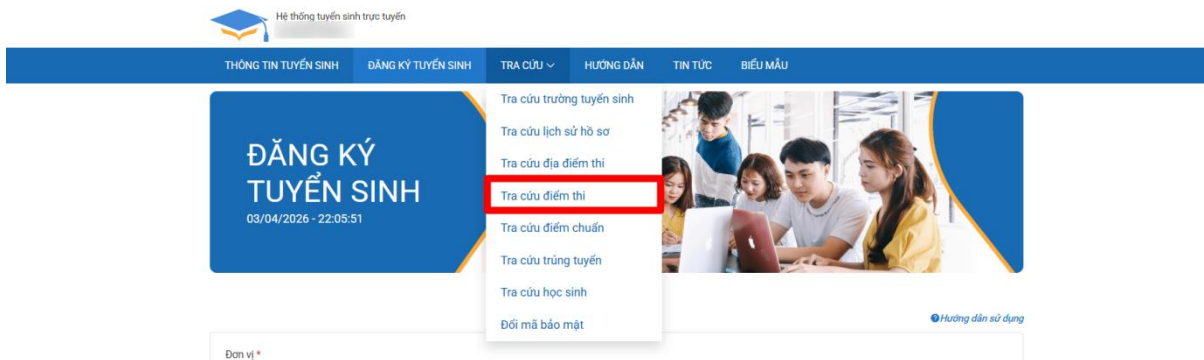 Hệ thống tuyển sinh trực tuyến
THÔNG TIN TUYỂN SINH ĐĂNG KÝ TUYỂN SINH TRA CỨU HƯỚNG DẪN TIN TỨC BIỂU MẪU
Tra cứu trường tuyển sinh
Tra cứu lịch sử hồ sơ
Tra cứu địa điểm thi
Tra cứu điểm thi
Tra cứu điểm chuẩn
Tra cứu trúng tuyển
Tra cứu học sinh
Đổi mã bảo mật
ĐĂNG KÝ
TUYỂN SINH
03/04/2026 - 22:05:51
Hướng dẫn sử dụng
Đơn vị *